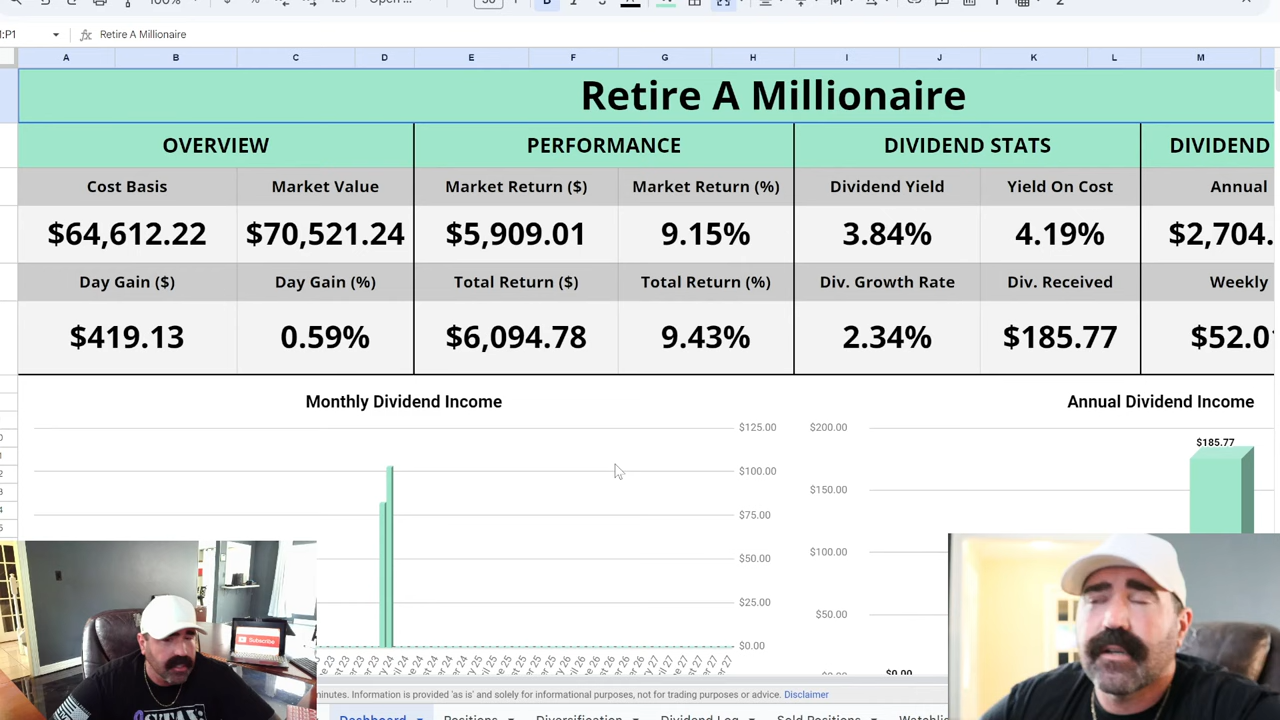 Retire A Millionaire
A B C D E F G H I J K L M
Retire A Millionaire
OVERVIEW PERFORMANCE DIVIDEND STATS DIVIDEND
Cost Basis Market Value Market Return ($) Market Return (%) Dividend Yield Yield On Cost Annual
$64,612.22 $70,521.24 $5,909.01 9.15% 3.84% 4.19% $2,704.
Day Gain ($) Day Gain (%) Total Return ($) Total Return (%) Div. Growth Rate Div. Received Weekly
$419.13 0.59% $6,094.78 9.43% 2.34% $185.77 $52.0
Monthly Dividend Income
$125.00
$100.00
$75.00
$50.00
$25.00
$0.00
Annual Dividend Income
$200.00
$185.77
$150.00
$100.00
$50.00
$0.00
Subscribe
minutes. Information is provided 'as is' and solely for informational purposes, not for trading purposes or advice. Disclaimer
Dashboard Positions Diversification Dividend Log Sold Positions Watchlis